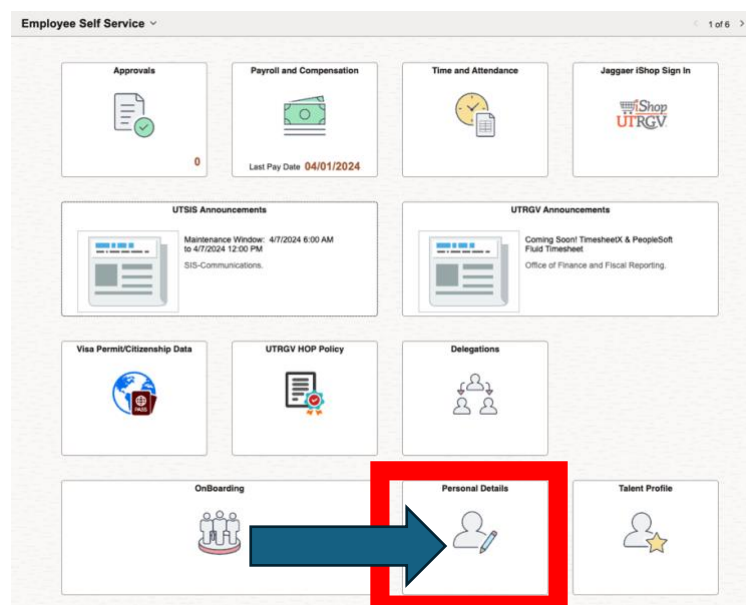 Employee Self Service
1 of 6
Approvals
0
Payroll and Compensation
Last Pay Date 04/01/2024
Time and Attendance
Jaggaer iShop Sign In
iShop
UTRGV
UTSIS Announcements
Maintenance Window: 4/7/2024 6:00 AM
to 4/7/2024 12:00 PM
SIS-Communications.
UTRGV Announcements
Coming Soon! TimesheetX & PeopleSoft
Fluid Timesheet
Office of Finance and Fiscal Reporting.
Visa Permit/Citizenship Data
PASS
UTRGV HOP Policy
Delegations
OnBoarding
Personal Details
Talent Profile